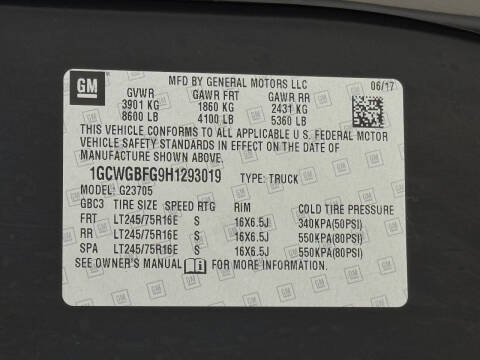 GM
MFD BY GENERAL MOTORS LLC
06/17
GVWR GAWR FRT GAWR RR
3901 KG 1860 KG 2431 KG
8600 LB 4100 LB 5360 LB
THIS VEHICLE CONFORMS TO ALL APPLICABLE U.S. FEDERAL MOTOR
VEHICLE SAFETY STANDARDS IN EFFECT ON THE DATE OF
MANUFACTURE SHOWN ABOVE.
1GCWGBFG9H1293019 TYPE: TRUCK
MODEL: G23705
GBC3 TIRE SIZE SPEED RTG RIM COLD TIRE PRESSURE
FRT LT245/75R16E S 16X6.5J 340KPA(50PSI)
RR LT245/75R16E S 16X6.5J 550KPA(80PSI)
SPA LT245/75R16E S 16X6.5J 550KPA(80PSI)
SEE OWNER'S MANUAL FOR MORE INFORMATION.